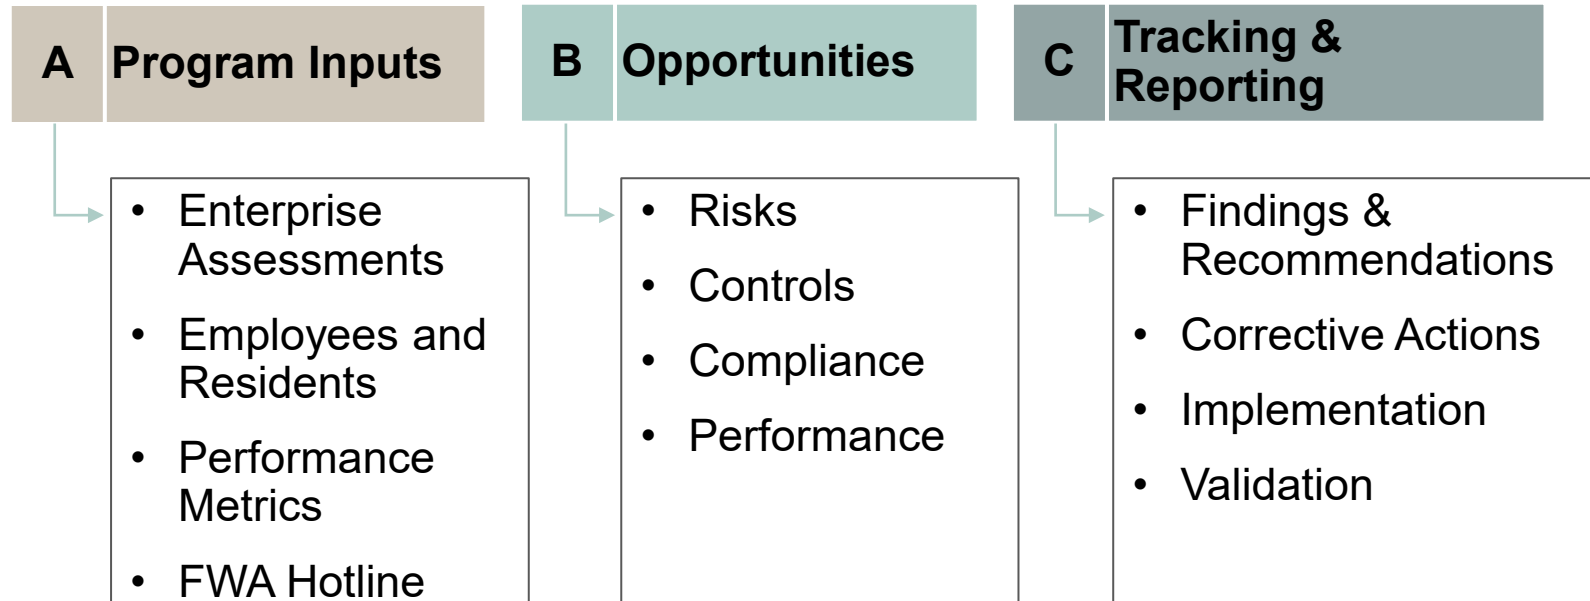 A Program Inputs
• Enterprise
Assessments
• Employees and
Residents
• Performance
Metrics
• FWA Hotline
B Opportunities
• Risks
• Controls
• Compliance
• Performance
C Tracking &
Reporting
• Findings &
Recommendations
• Corrective Actions
• Implementation
• Validation